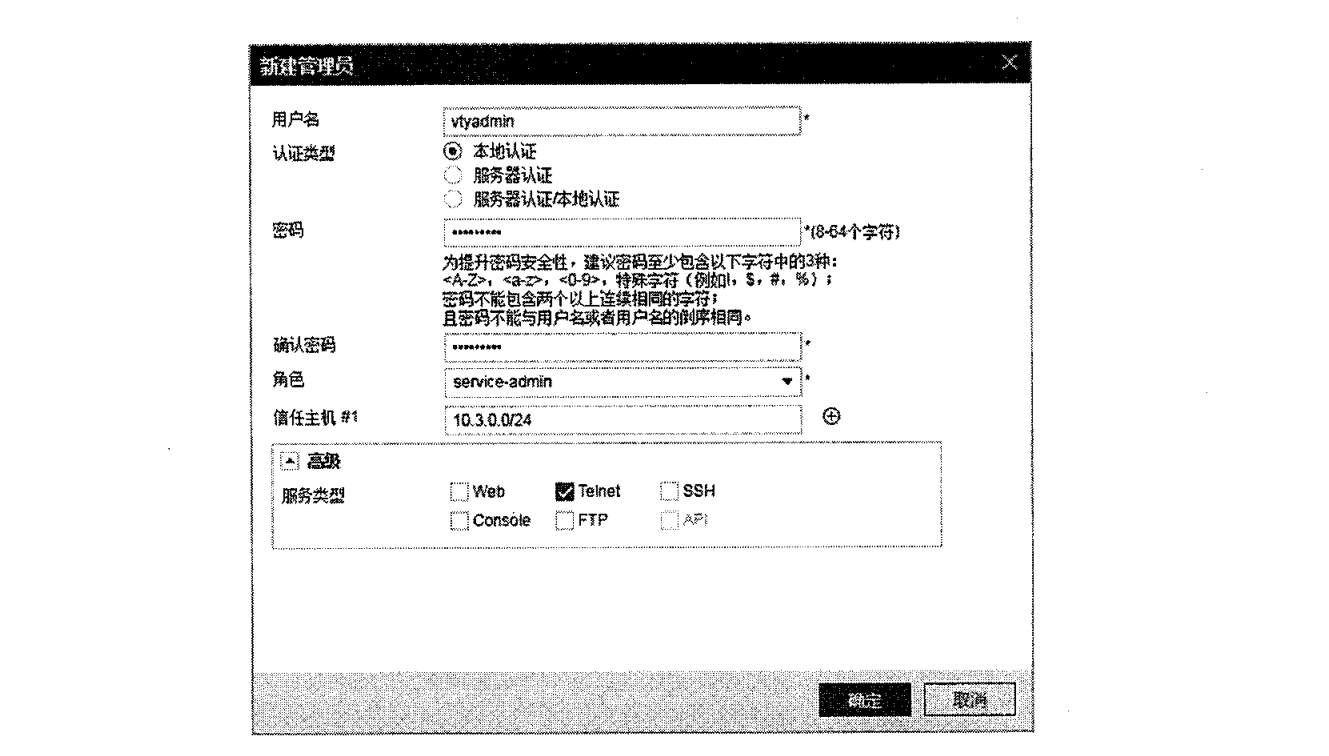 新建管理员
用户名 vtyadmin *
认证类型 本地认证
服务器认证
服务器认证/本地认证
密码 ********* *(8-64个字符)
为提升密码安全性，建议密码至少包含以下字符中的3种：
<A-Z>，<a-z>，<0-9>，特殊字符（例如!，$，#，%）；
密码不能包含两个以上连续相同的字符；
且密码不能与用户名或者用户名的倒序相同。
确认密码 ********* *
角色 service-admin *
信任主机 #1 10.3.0.0/24
高级
服务类型 Web Telnet SSH
Console FTP API
确定 取消